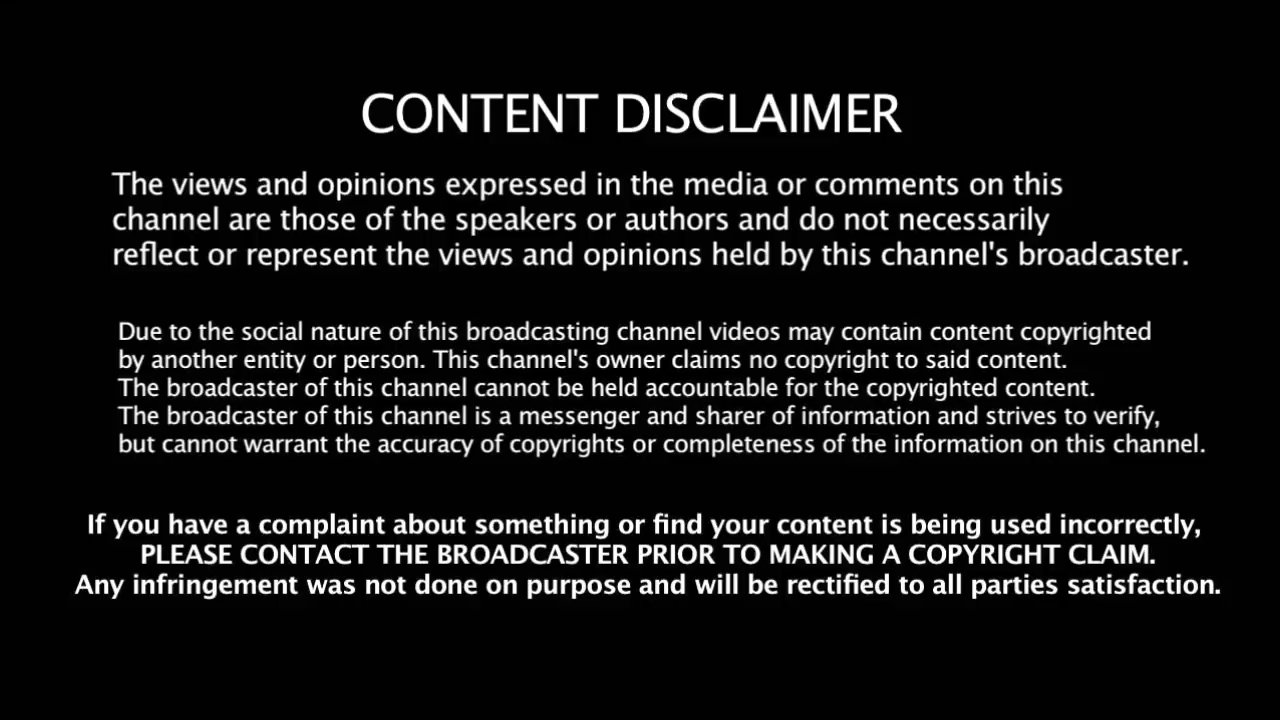 CONTENT DISCLAIMER
The views and opinions expressed in the media or comments on this
channel are those of the speakers or authors and do not necessarily
reflect or represent the views and opinions held by this channel's broadcaster.
Due to the social nature of this broadcasting channel videos may contain content copyrighted
by another entity or person. This channel's owner claims no copyright to said content.
The broadcaster of this channel cannot be held accountable for the copyrighted content.
The broadcaster of this channel is a messenger and sharer of information and strives to verify,
but cannot warrant the accuracy of copyrights or completeness of the information on this channel.
If you have a complaint about something or find your content is being used incorrectly,
PLEASE CONTACT THE BROADCASTER PRIOR TO MAKING A COPYRIGHT CLAIM.
Any infringement was not done on purpose and will be rectified to all parties satisfaction.